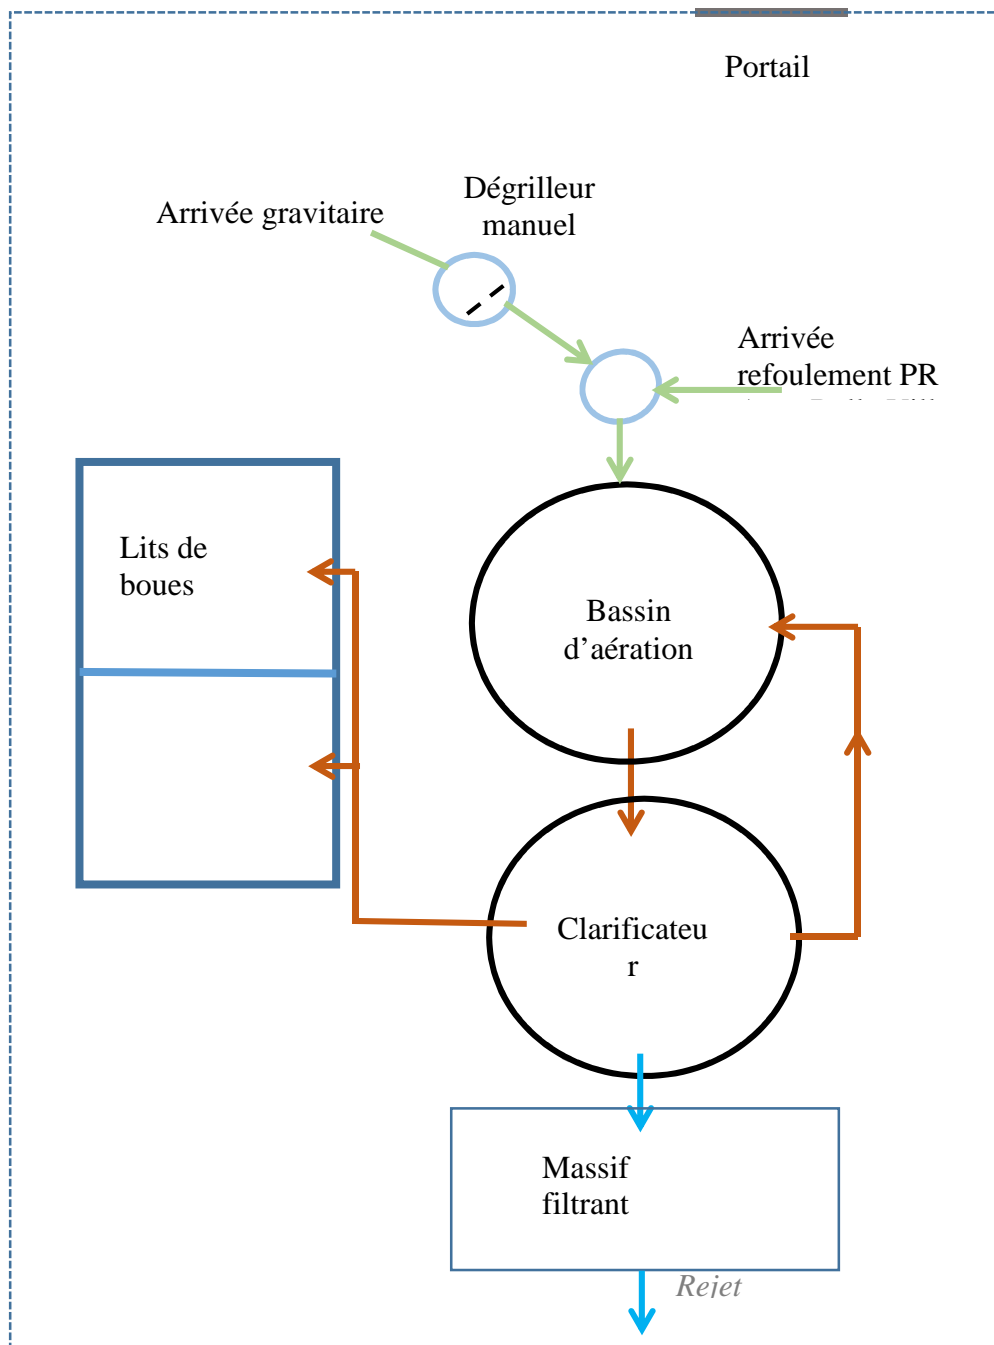 Portail
Dégrilleur
manuel
Arrivée gravitaire
Arrivée
refoulement PR
Lits de
boues
Bassin
d’aération
Clarificateu
r
Massif
filtrant
Rejet